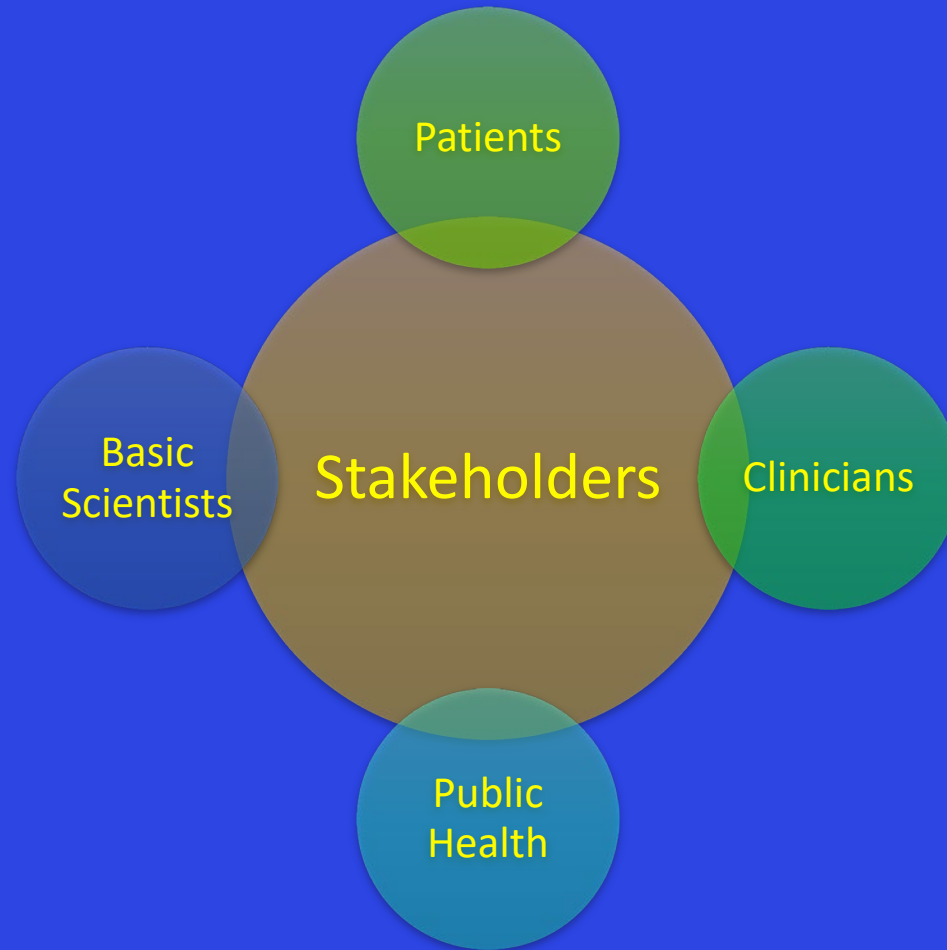 Patients
Basic
Scientists
Stakeholders
Clinicians
Public
Health